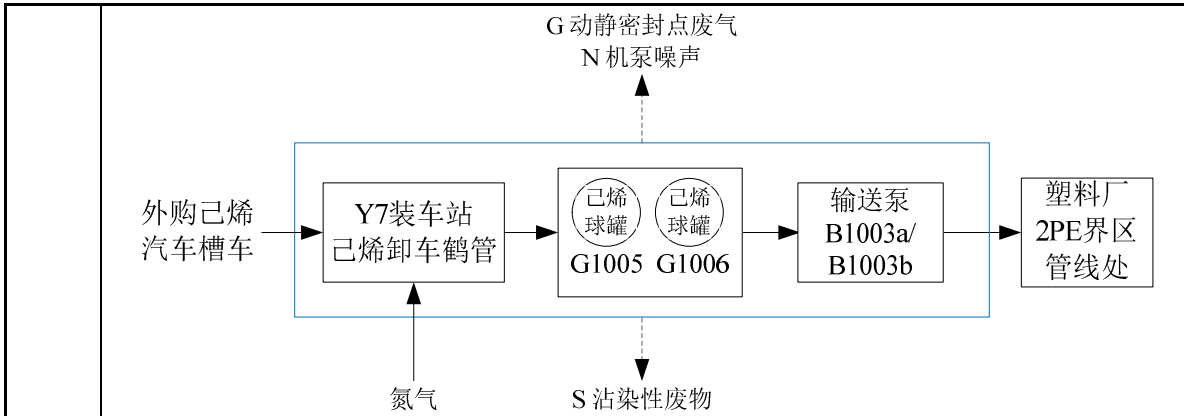 G 动静密封点废气
N 机泵噪声
外购己烯
汽车槽车
Y7装车站
己烯卸车鹤管
己烯
球罐
G1005
己烯
球罐
G1006
输送泵
B1003a/
B1003b
塑料厂
2PE界区
管线处
氮气
S 沾染性废物